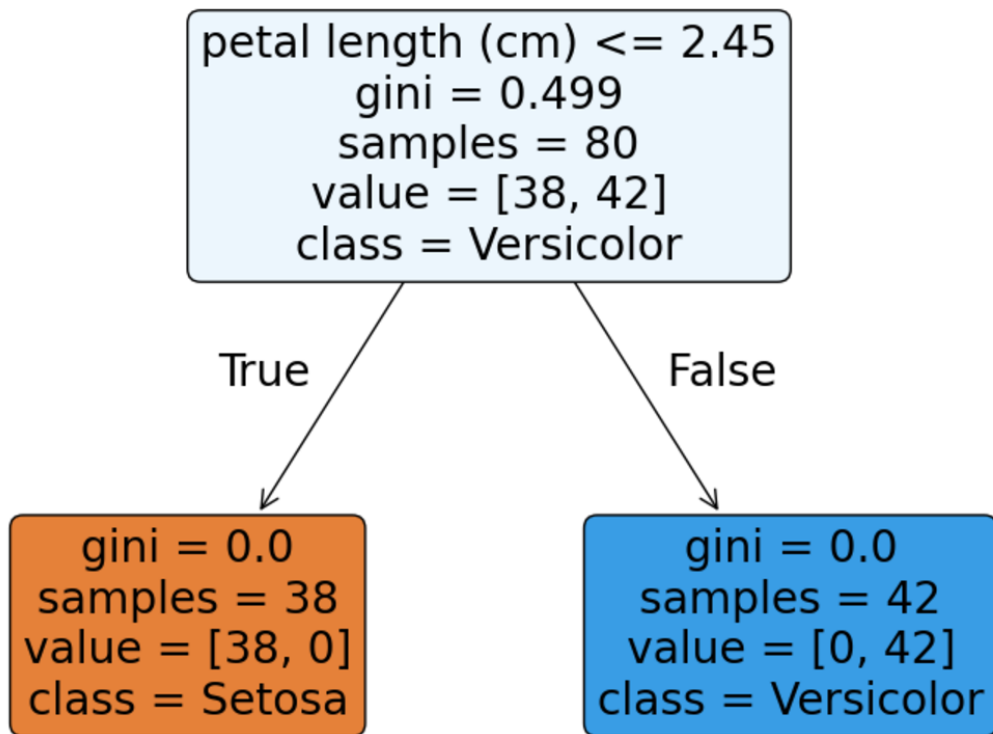 petal length (cm) <= 2.45
gini = 0.499
samples = 80
value = [38, 42]
class = Versicolor
True
False
gini = 0.0
samples = 38
value = [38, 0]
class = Setosa
gini = 0.0
samples = 42
value = [0, 42]
class = Versicolor